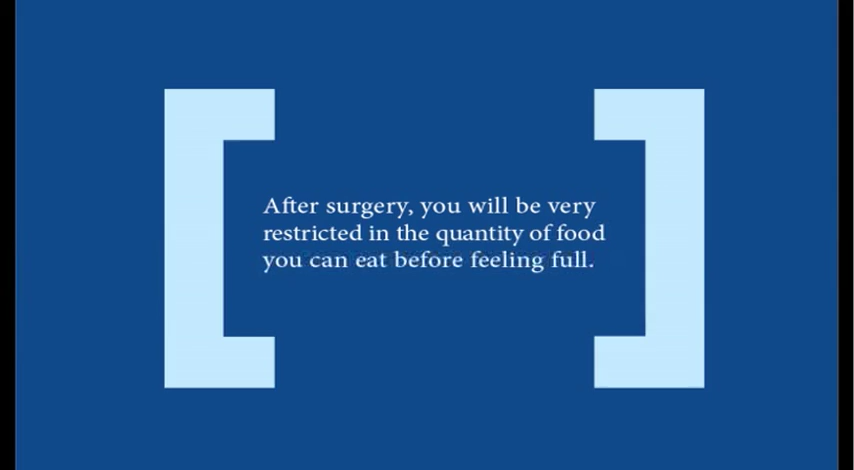 After surgery, you will be very
restricted in the quantity of food
you can eat before feeling full.